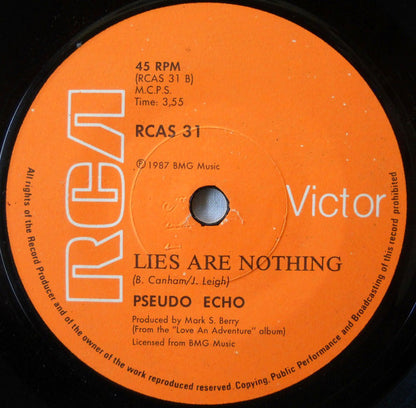 45 RPM
(RCAS 31 B)
M.C.P.S.
Time: 3,55
RCAS 31
℗1987 BMG Music
RCA
Victor
LIES ARE NOTHING
(B. Canham/J. Leigh)
PSEUDO ECHO
Produced by Mark S. Berry
(From the "Love An Adventure" album)
Licensed from BMG Music
All rights of the Record Producer and of the owner of the work reproduced reserved. Copying, Public Performance and Broadcasting of this record prohibited